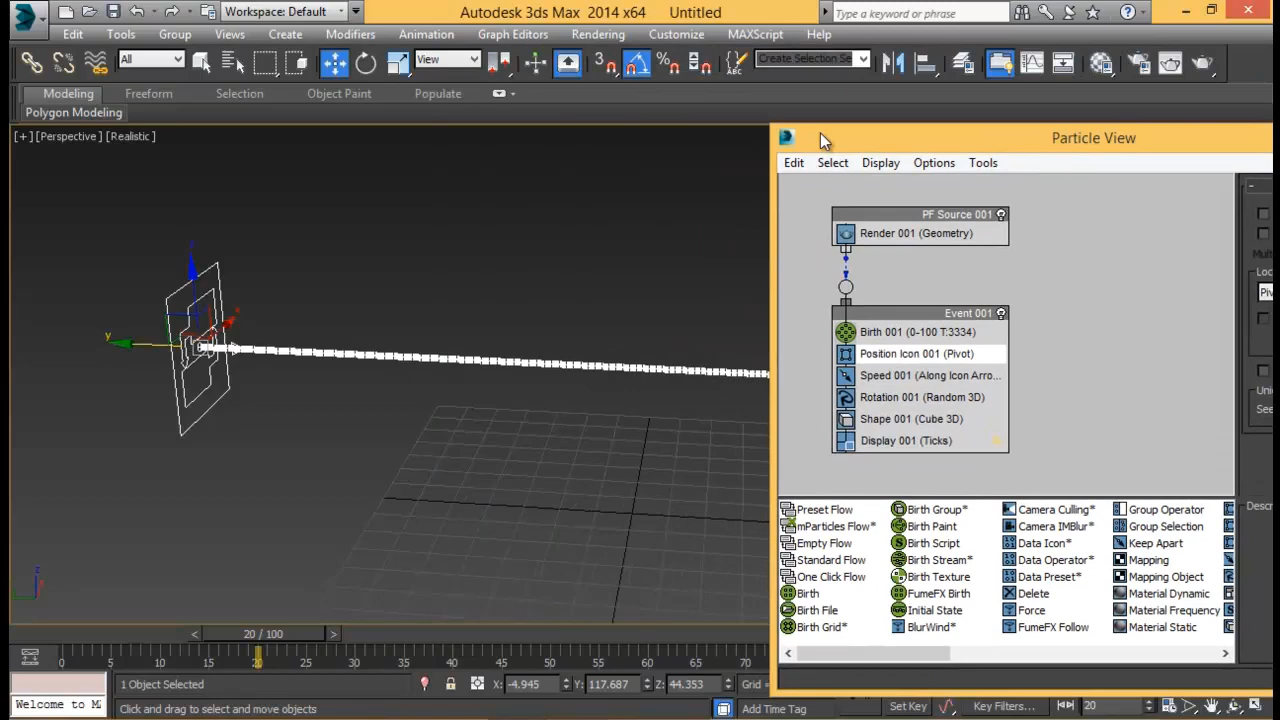 Workspace: Default
Autodesk 3ds Max 2014 x64 Untitled
Type a keyword or phrase
Edit Tools Group Views Create Modifiers Animation Graph Editors Rendering Customize MAXScript Help
All
View
3
Create Selection Se
Modeling Freeform Selection Object Paint Populate
Polygon Modeling
[+] [Perspective ] [Realistic ]
Particle View
Edit Select Display Options Tools
PF Source 001
Render 001 (Geometry)
Event 001
Birth 001 (0-100 T:3334)
Position Icon 001 (Pivot)
Speed 001 (Along Icon Arro...
Rotation 001 (Random 3D)
Shape 001 (Cube 3D)
Display 001 (Ticks)
Preset Flow Birth Group* Camera Culling* Group Operator
mParticles Flow* Birth Paint Camera IMBlur* Group Selection
Empty Flow Birth Script Data Icon* Keep Apart
Standard Flow Birth Stream* Data Operator* Mapping
One Click Flow Birth Texture Data Preset* Mapping Object
Birth FumeFX Birth Delete Material Dynamic
Birth File Initial State Force Material Frequency
Birth Grid* BlurWind* FumeFX Follow Material Static
y
z
20 / 100
0 5 10 15 20 25 30 35 40 45 50 55 60 65 70
1 Object Selected X: -4.945 Y: 117.687 Z: 44.353 Grid =
Welcome to M
Click and drag to select and move objects
Add Time Tag
Set Key Key Filters... 20